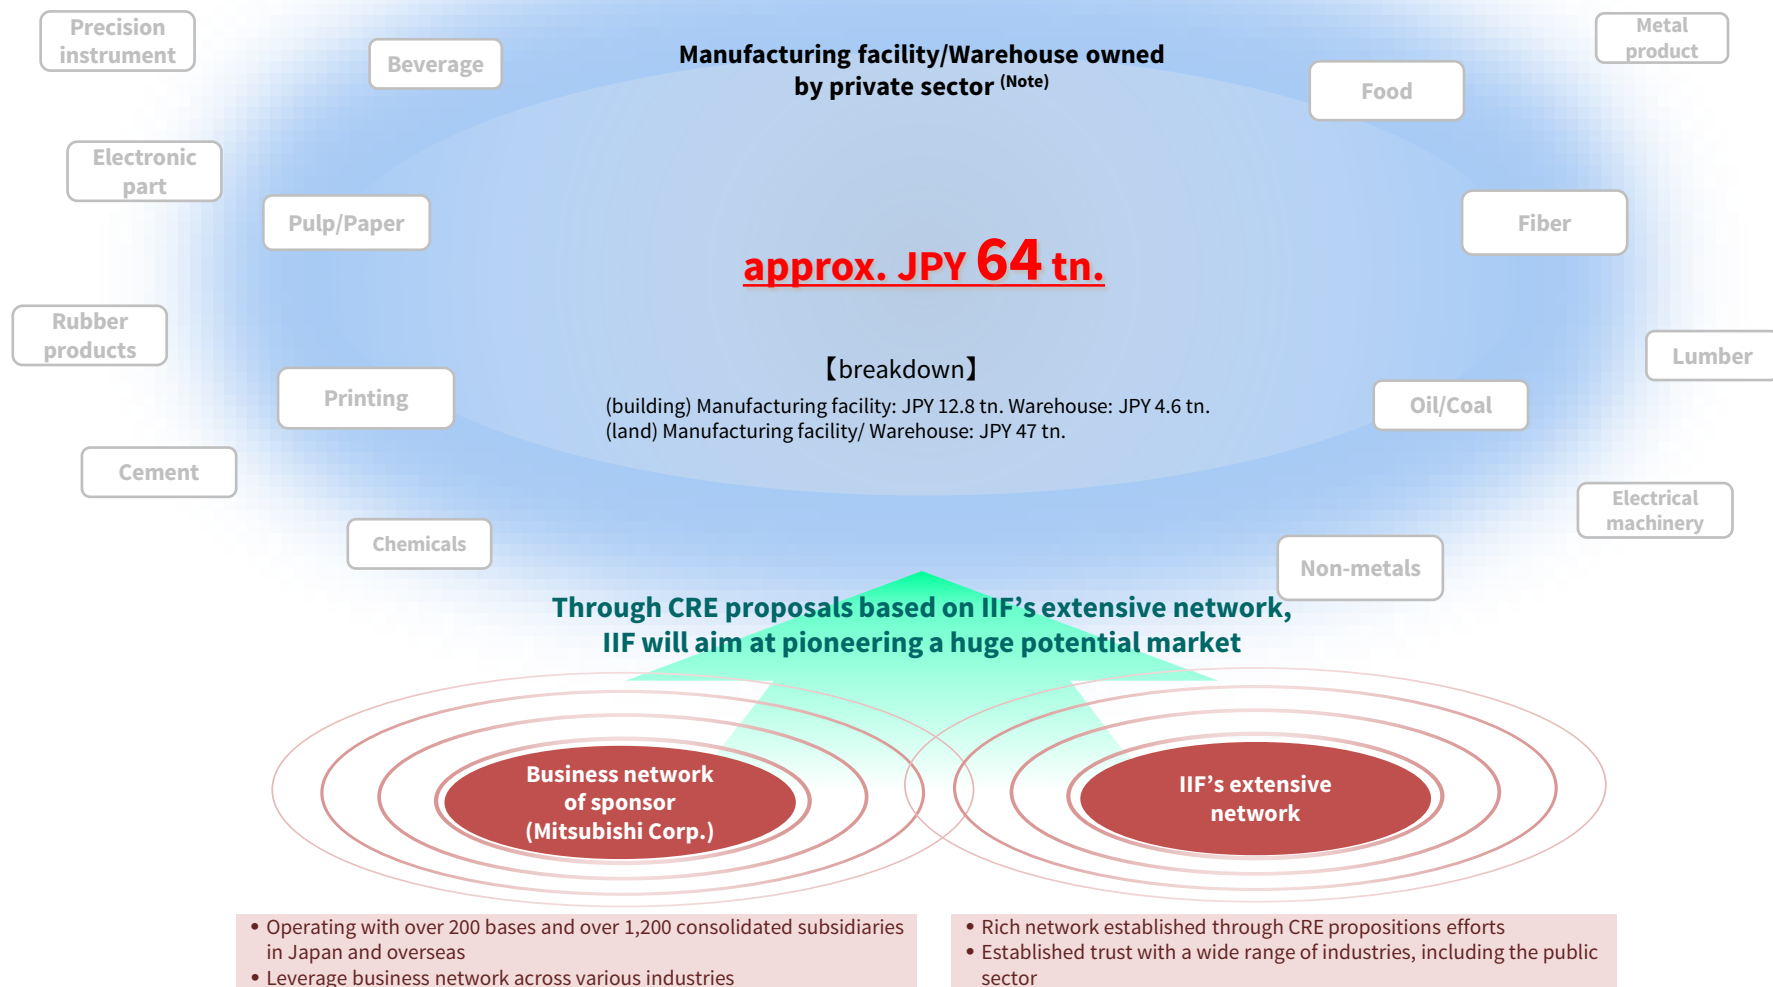 Precision
instrument
Beverage
Manufacturing facility/Warehouse owned
by private sector (Note)
Metal
product
Food
Electronic
part
Pulp/Paper
Fiber
approx. JPY 64 tn.
Rubber
products
Lumber
Printing
【breakdown】
(building) Manufacturing facility: JPY 12.8 tn. Warehouse: JPY 4.6 tn.
(land) Manufacturing facility/ Warehouse: JPY 47 tn.
Oil/Coal
Cement
Electrical
machinery
Chemicals
Non-metals
Through CRE proposals based on IIF’s extensive network,
IIF will aim at pioneering a huge potential market
Business network
of sponsor
(Mitsubishi Corp.)
IIF’s extensive
network
• Operating with over 200 bases and over 1,200 consolidated subsidiaries
in Japan and overseas
• Leverage business network across various industries
• Rich network established through CRE propositions efforts
• Established trust with a wide range of industries, including the public
sector